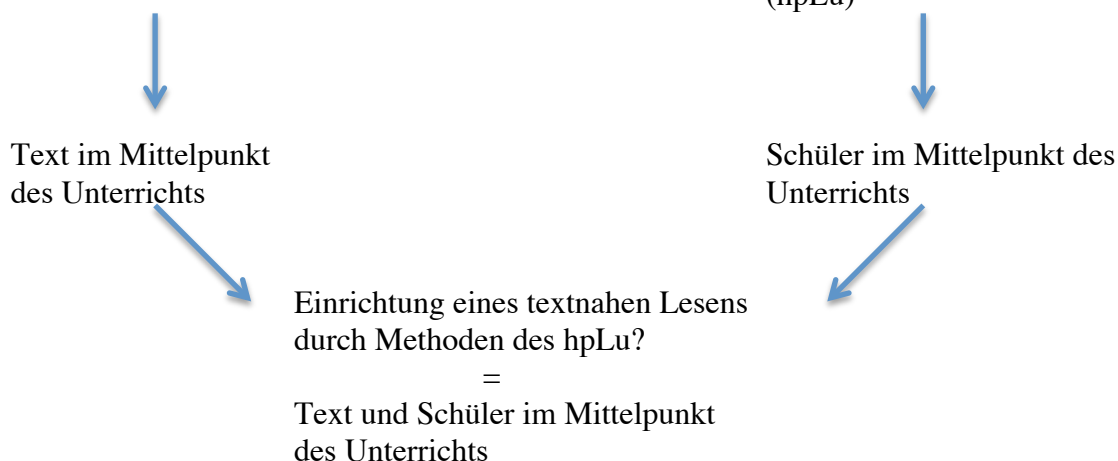 (hpLu)
Text im Mittelpunkt
des Unterrichts
Schüler im Mittelpunkt des
Unterrichts
Einrichtung eines textnahen Lesens
durch Methoden des hpLu?
=
Text und Schüler im Mittelpunkt
des Unterrichts